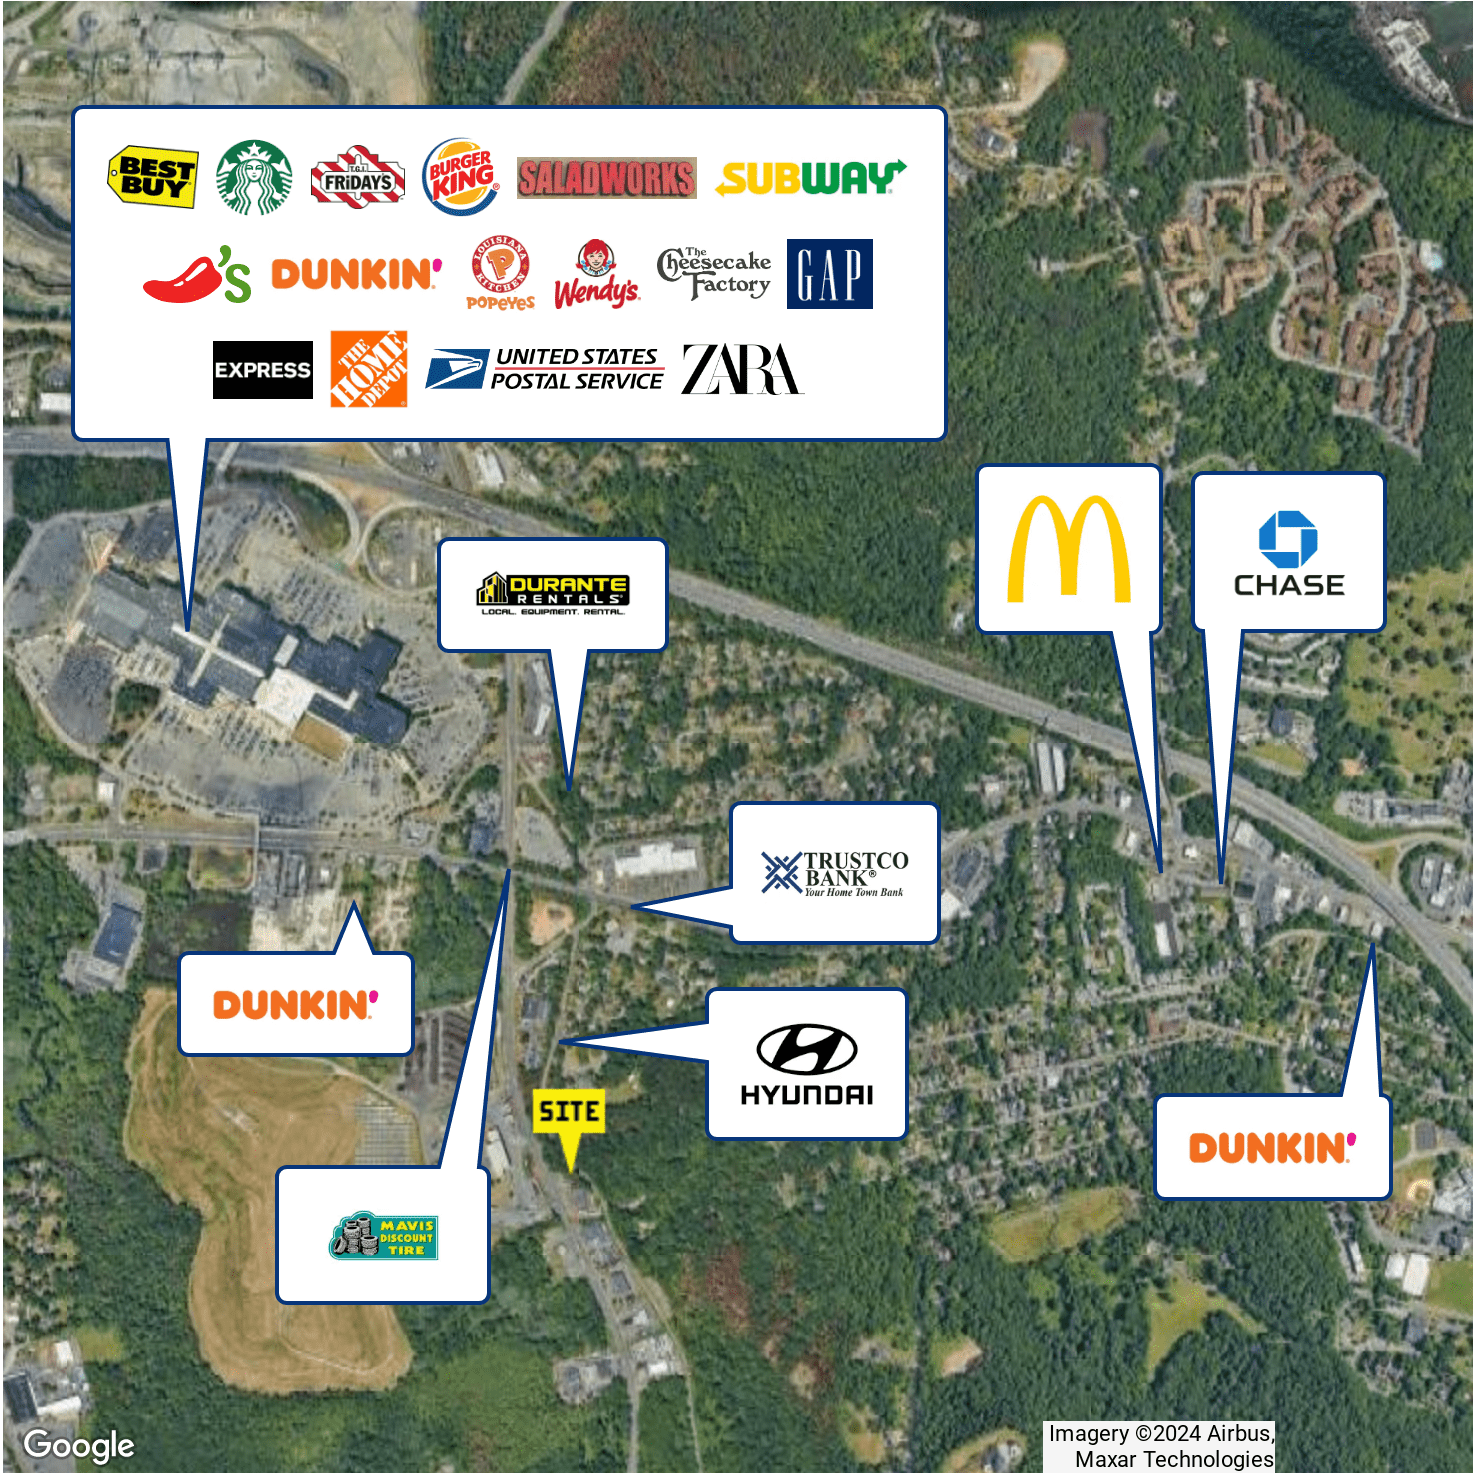 BEST BUY
T.G.I. FRIDAYS
BURGER KING
SALADWORKS
SUBWAY
CHILI'S
DUNKIN'
LOUISIANA KITCHEN
POPEYES
Wendy's
The Cheesecake Factory
GAP
EXPRESS
THE HOME DEPOT
UNITED STATES
POSTAL SERVICE
ZARA
DURANTE
RENTALS
LOCAL. EQUIPMENT. RENTAL.
CHASE
TRUSTCO
BANK®
Your Home Town Bank
DUNKIN'
HYUNDAI
SITE
DUNKIN'
MAVIS
DISCOUNT
TIRE
Google
Imagery ©2024 Airbus,
Maxar Technologies